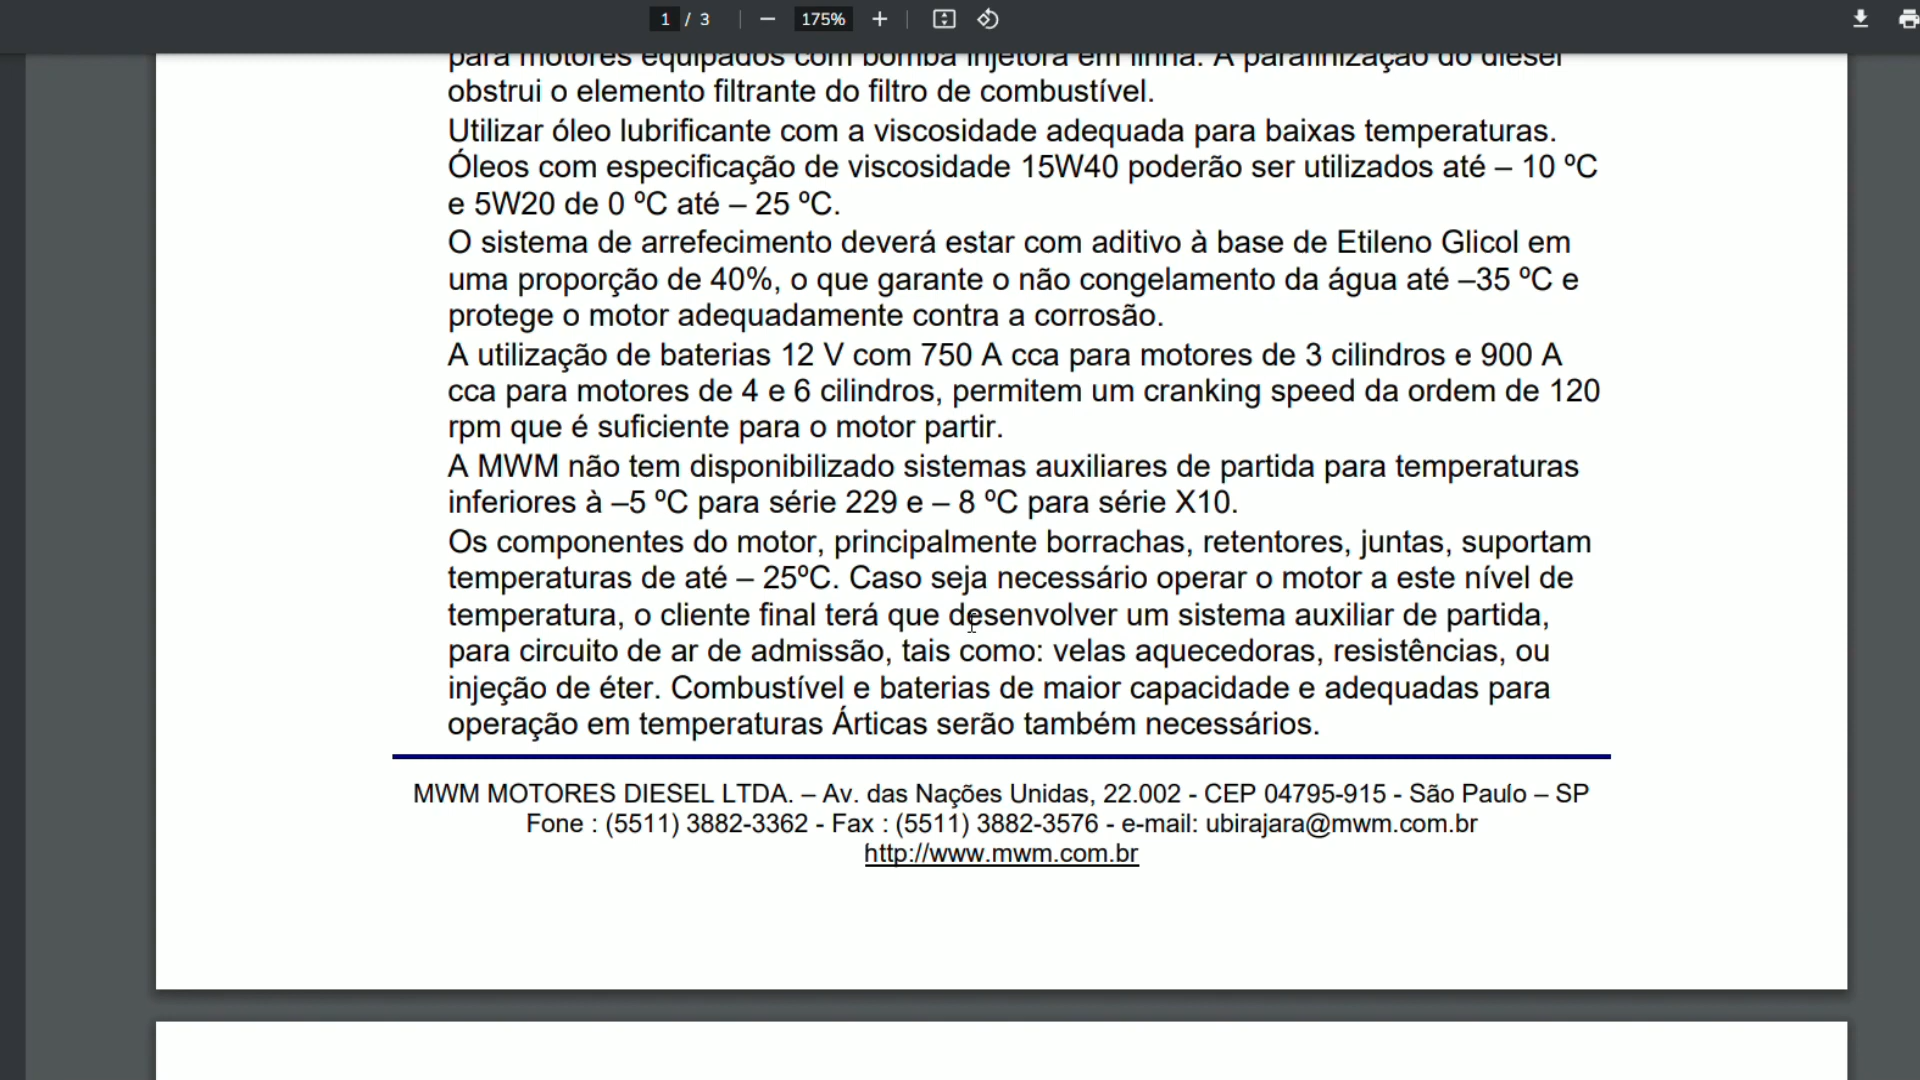 1 / 3 175%
para motores equipados com bomba injetora em linha. A parafinização do diesel
obstrui o elemento filtrante do filtro de combustível.
Utilizar óleo lubrificante com a viscosidade adequada para baixas temperaturas.
Óleos com especificação de viscosidade 15W40 poderão ser utilizados até – 10 ºC
e 5W20 de 0 ºC até – 25 ºC.
O sistema de arrefecimento deverá estar com aditivo à base de Etileno Glicol em
uma proporção de 40%, o que garante o não congelamento da água até –35 ºC e
protege o motor adequadamente contra a corrosão.
A utilização de baterias 12 V com 750 A cca para motores de 3 cilindros e 900 A
cca para motores de 4 e 6 cilindros, permitem um cranking speed da ordem de 120
rpm que é suficiente para o motor partir.
A MWM não tem disponibilizado sistemas auxiliares de partida para temperaturas
inferiores à –5 ºC para série 229 e – 8 ºC para série X10.
Os componentes do motor, principalmente borrachas, retentores, juntas, suportam
temperaturas de até – 25ºC. Caso seja necessário operar o motor a este nível de
temperatura, o cliente final terá que desenvolver um sistema auxiliar de partida,
para circuito de ar de admissão, tais como: velas aquecedoras, resistências, ou
injeção de éter. Combustível e baterias de maior capacidade e adequadas para
operação em temperaturas Árticas serão também necessários.
MWM MOTORES DIESEL LTDA. – Av. das Nações Unidas, 22.002 - CEP 04795-915 - São Paulo – SP
Fone : (5511) 3882-3362 - Fax : (5511) 3882-3576 - e-mail: ubirajara@mwm.com.br
http://www.mwm.com.br